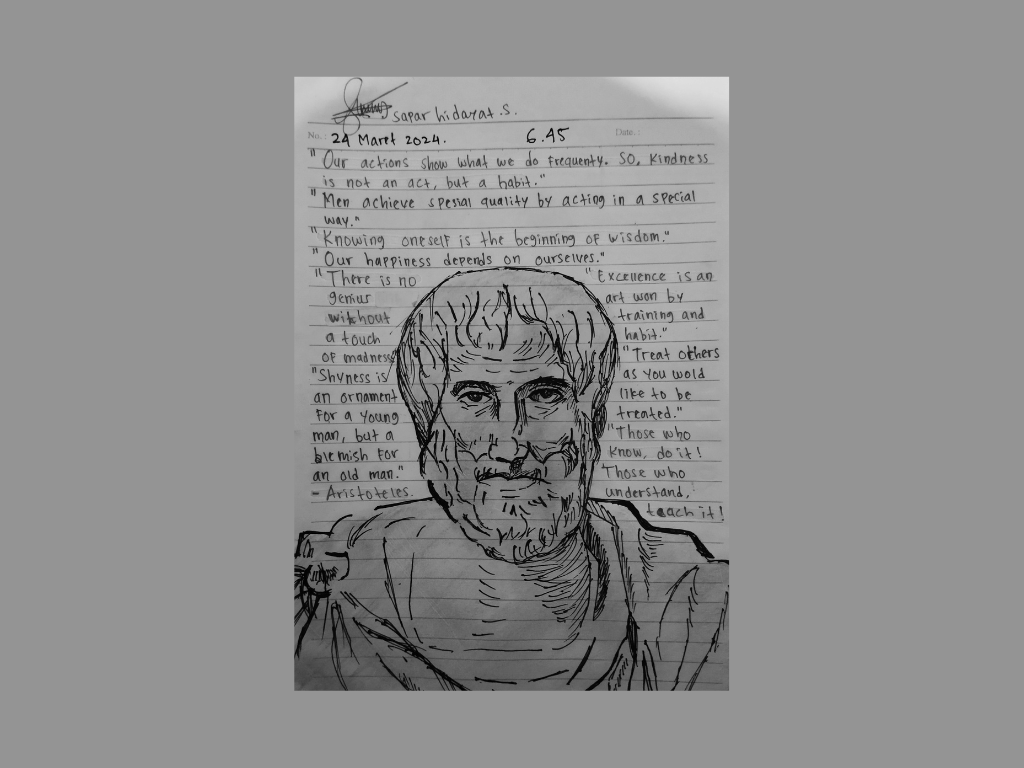 sapar hidayat .S.
No. : 24 Maret 2024. 6.45 Date. :
"Our actions show what we do frequenty. SO, Kindness
is not an act, but a habit."
"Men achieve spesial quality by acting in a special
way."
"Knowing oneself is the beginning of wisdom."
"Our happiness depends on ourselves."
"There is no
genius
without
a touch
of madness
"Shyness is
an ornament
For a young
man, but a
blemish For
an old man."
- Aristoteles.
"Excellence is an
art won by
training and
habit."
"Treat others
as you wold
like to be
treated."
"Those who
know, do it!
Those who
understand,
teach it!